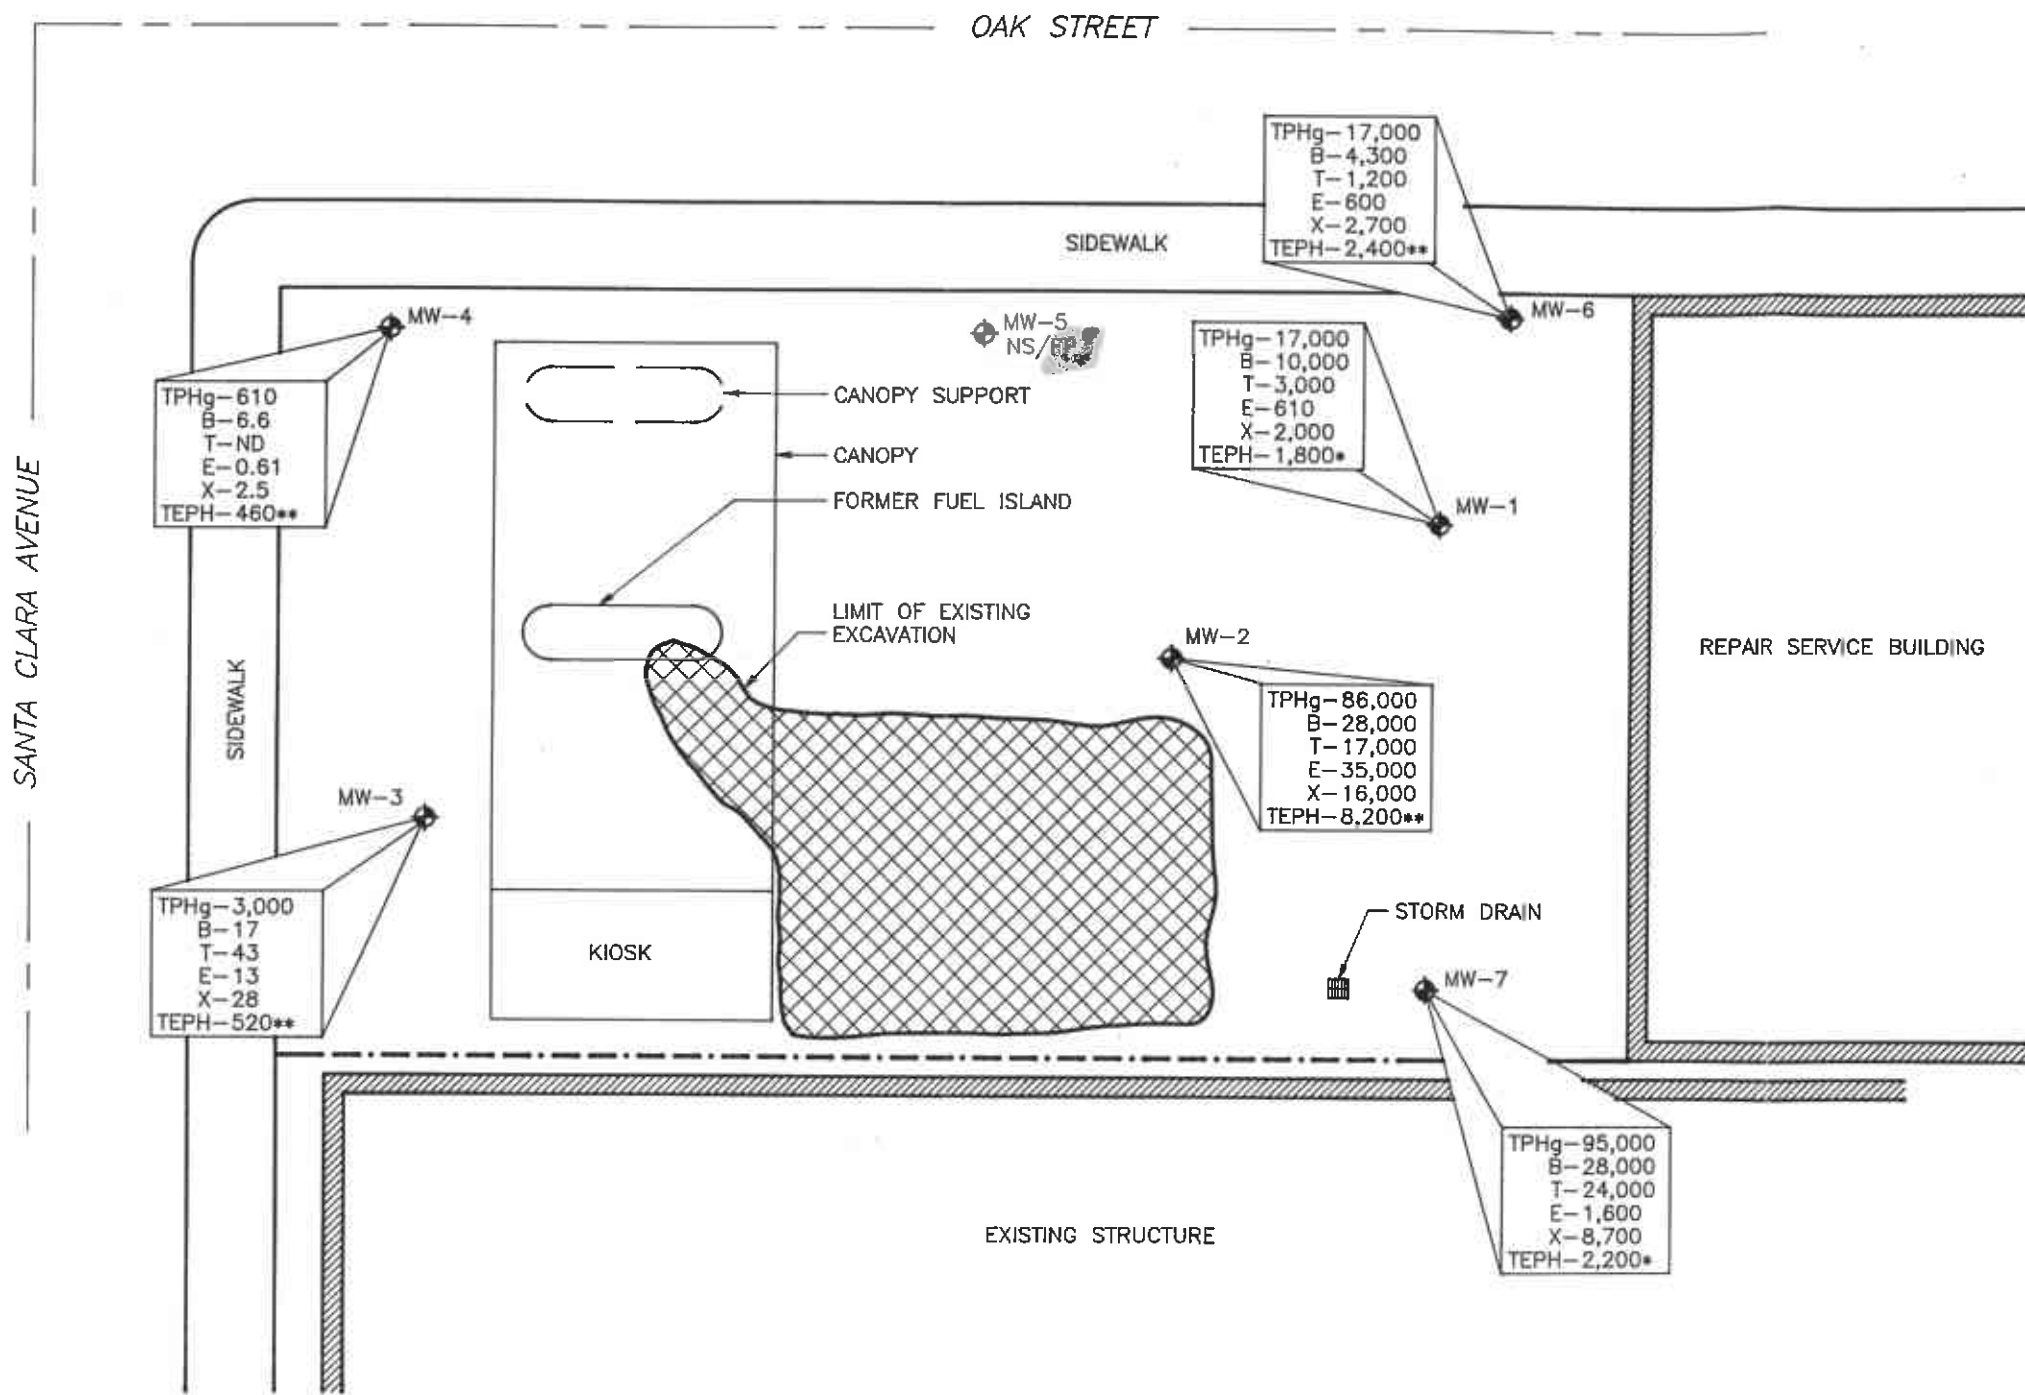 OAK STREET
TPHg-17,000
B-4,300
T-1,200
E-600
X-2,700
TEPH-2,400**
SIDEWALK
MW-4
MW-5
NS/
MW-6
TPHg-17,000
B-10,000
T-3,000
E-610
X-2,000
TEPH-1,800*
TPHg-610
B-6.6
T-ND
E-0.61
X-2.5
TEPH-460**
CANOPY SUPPORT
CANOPY
FORMER FUEL ISLAND
MW-1
SANTA CLARA AVENUE
LIMIT OF EXISTING
EXCAVATION
MW-2
REPAIR SERVICE BUILDING
SIDEWALK
TPHg-86,000
B-28,000
T-17,000
E-35,000
X-16,000
TEPH-8,200**
MW-3
TPHg-3,000
B-17
T-43
E-13
X-28
TEPH-520**
KIOSK
STORM DRAIN
MW-7
TPHg-95,000
B-28,000
T-24,000
E-1,600
X-8,700
TEPH-2,200*
EXISTING STRUCTURE